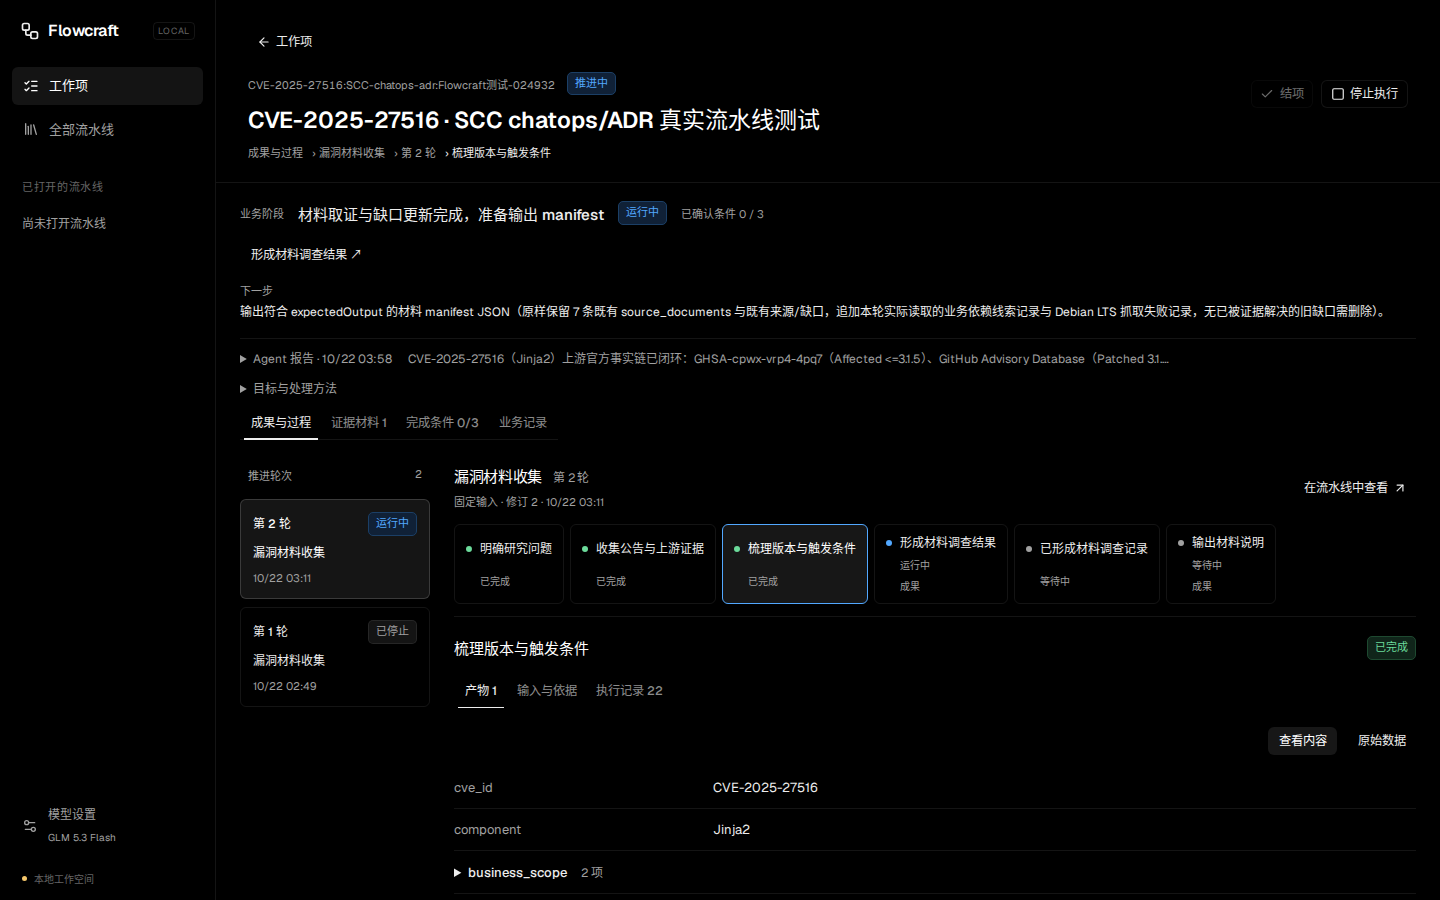 Flowcraft
LOCAL
工作项
全部流水线
已打开的流水线
尚未打开流水线
模型设置
GLM 5.3 Flash
本地工作空间
← 工作项
CVE-2025-27516:SCC-chatops-adr:Flowcraft测试-024932 推进中
结项
停止执行
CVE-2025-27516 · SCC chatops/ADR 真实流水线测试
成果与过程 › 漏洞材料收集 › 第 2 轮 › 梳理版本与触发条件
业务阶段 材料取证与缺口更新完成，准备输出 manifest 运行中 已确认条件 0 / 3
形成材料调查结果 ↗
下一步
输出符合 expectedOutput 的材料 manifest JSON（原样保留 7 条既有 source_documents 与既有来源/缺口，追加本轮实际读取的业务依赖线索记录与 Debian LTS 抓取失败记录，无已被证据解决的旧缺口需删除）。
▶ Agent 报告 · 10/22 03:58 CVE-2025-27516（Jinja2）上游官方事实链已闭环：GHSA-cpwx-vrp4-4pq7（Affected <=3.1.5）、GitHub Advisory Database（Patched 3.1.…
▶ 目标与处理方法
成果与过程 证据材料 1 完成条件 0/3 业务记录
推进轮次 2
第 2 轮 运行中
漏洞材料收集
10/22 03:11
第 1 轮 已停止
漏洞材料收集
10/22 02:49
漏洞材料收集 第 2 轮
固定输入 · 修订 2 · 10/22 03:11
在流水线中查看 ↗
明确研究问题
已完成
收集公告与上游证据
已完成
梳理版本与触发条件
已完成
形成材料调查结果
运行中
成果
已形成材料调查记录
等待中
输出材料说明
等待中
成果
梳理版本与触发条件 已完成
产物 1 输入与依据 执行记录 22
查看内容 原始数据
cve_id CVE-2025-27516
component Jinja2
▶ business_scope 2 项